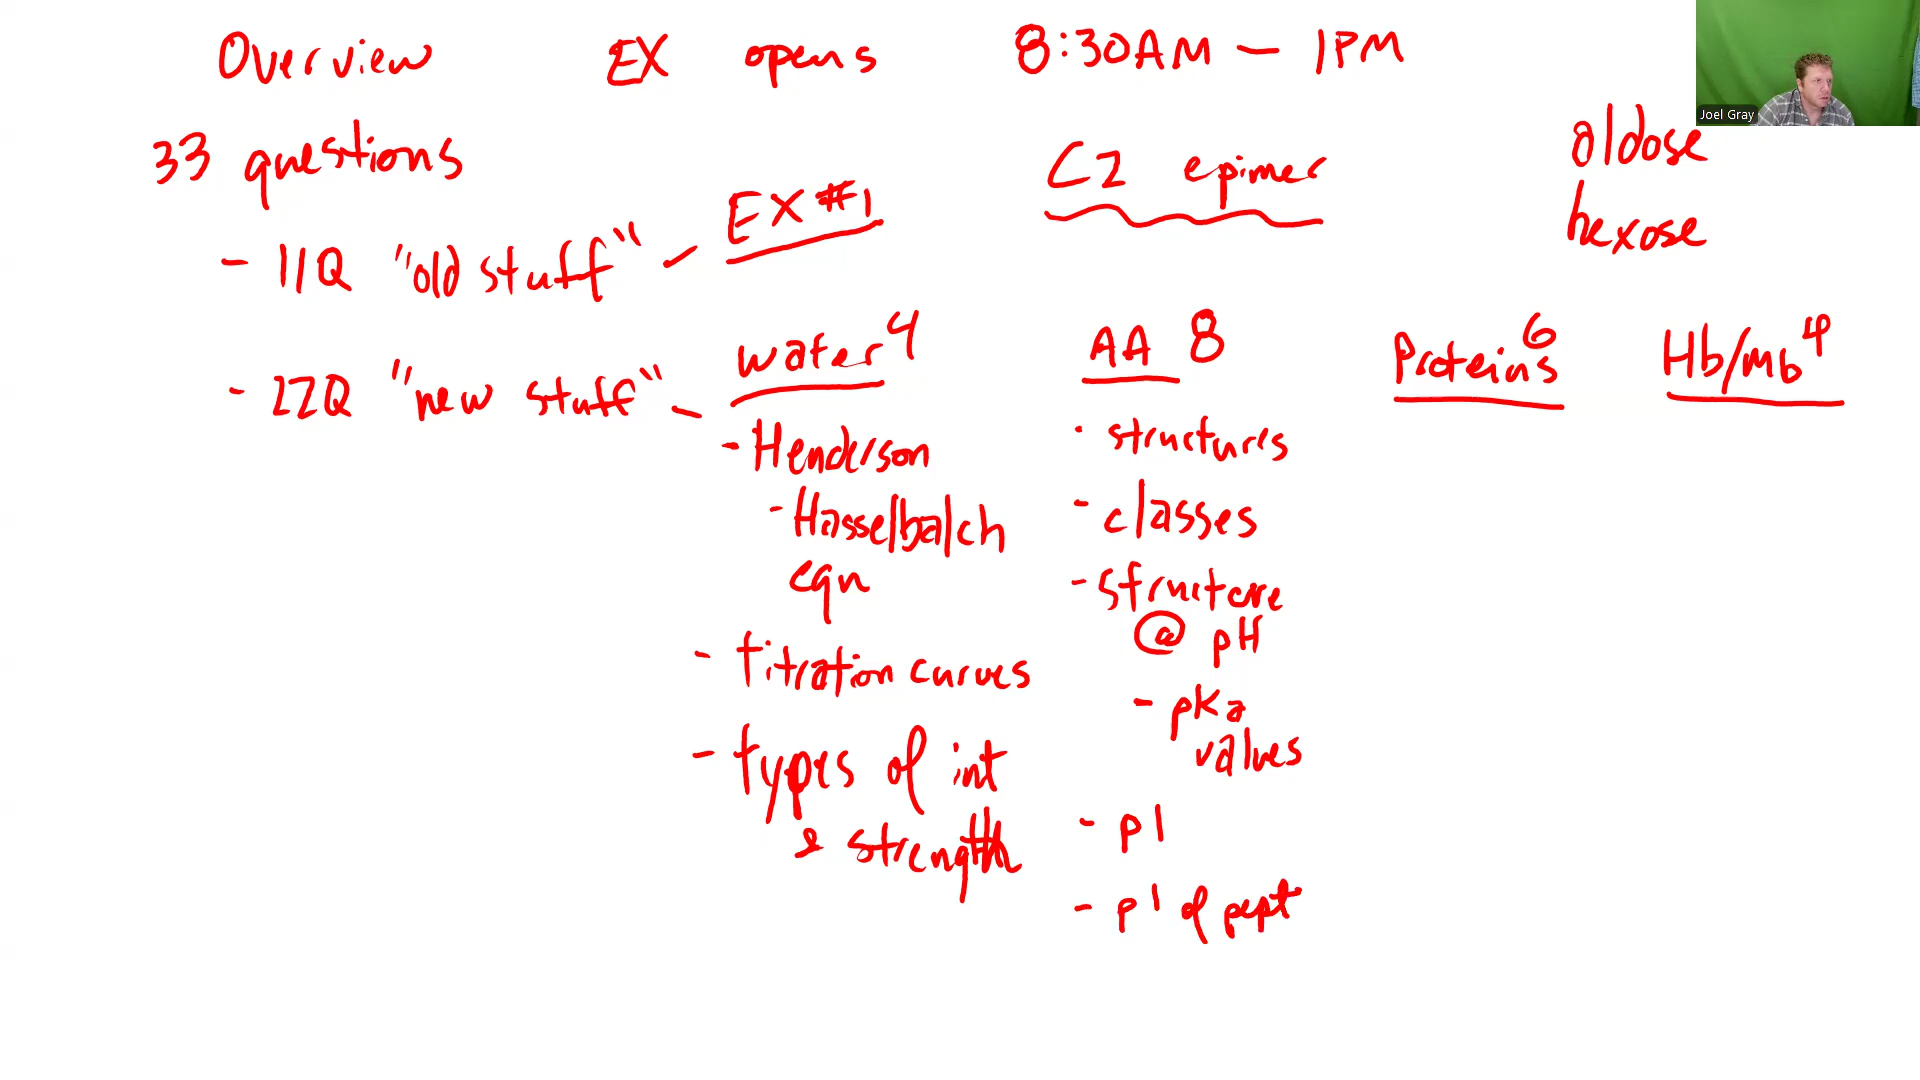 Overview EX opens 8:30AM – 1PM
Joel Gray
33 questions
C2 epimer
aldose
hexose
- 11Q "old stuff" - EX #1
- 22Q "new stuff" -
water 4
- Henderson
- Hasselbalch
eqn
- titration curves
- types of int
& strength
AA 8
· structures
- classes
- structure
@ pH
- pKa
values
- pI
- pI of pept
Proteins 6
Hb/Mb 4